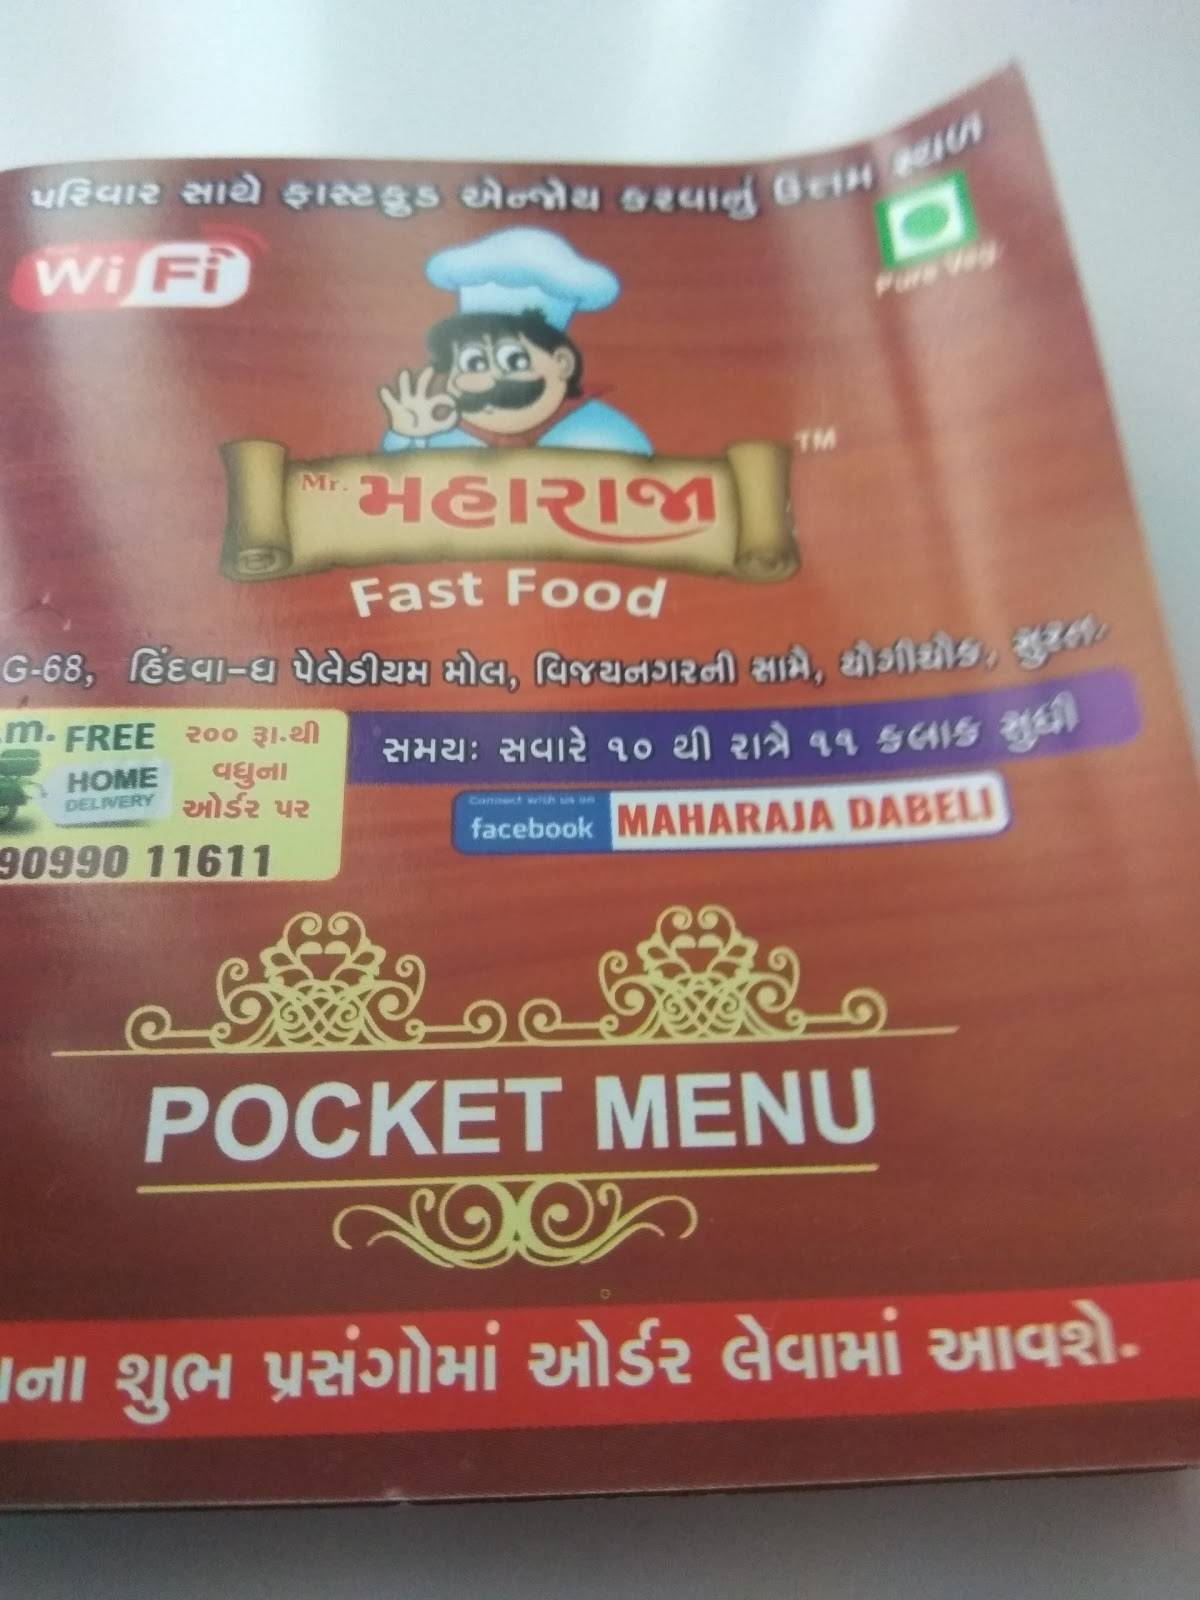 પરિવાર સાથે ફાસ્ટફુડ એન્જોય કરવાનું ઉત્તમ સ્થળ
WiFi
Pure Veg.
Mr. મહારાજા
TM
Fast Food
G-68, હિંદવા-ધ પેલેડીયમ મોલ, વિજયનગરની સામે, યોગીચોક, સુરત.
.m. FREE
HOME
DELIVERY
૨૦૦ રૂા.થી
વધુના
ઓર્ડર પર
90990 11611
સમયઃ સવારે ૧૦ થી રાત્રે ૧૧ કલાક સુધી
Connect with us on
facebook
MAHARAJA DABELI
POCKET MENU
શુભ પ્રસંગોમાં ઓર્ડર લેવામાં આવશે.